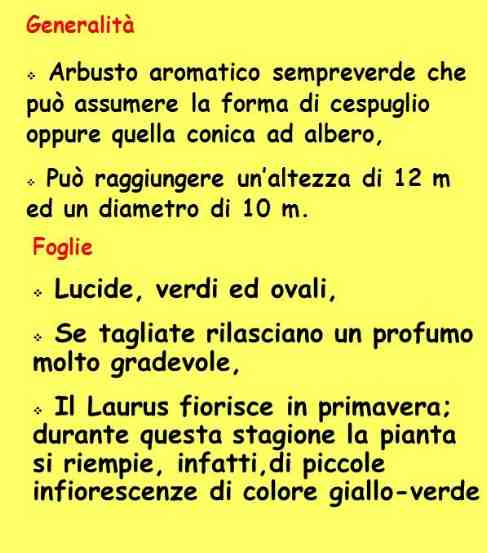 Generalità
❖ Arbusto aromatico sempreverde che
può assumere la forma di cespuglio
oppure quella conica ad albero,
❖ Può raggiungere un'altezza di 12 m
ed un diametro di 10 m.
Foglie
❖ Lucide, verdi ed ovali,
❖ Se tagliate rilasciano un profumo
molto gradevole,
❖ Il Laurus fiorisce in primavera;
durante questa stagione la pianta
si riempie, infatti,di piccole
infiorescenze di colore giallo-verde